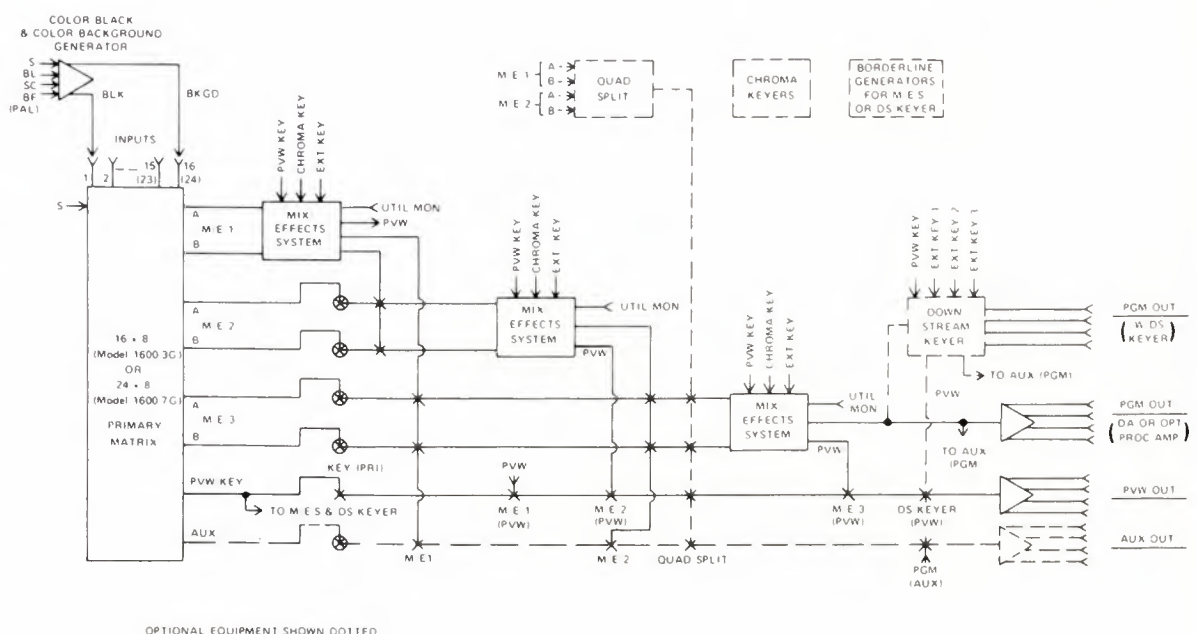 COLOR BLACK
& COLOR BACKGROUND
GENERATOR
S
BL
SC
BF
(PAL)
BLK
BKGD
INPUTS
1
2
15
(23)
16
(24)
S
16 × 8
(Model 1600 3G)
OR
24 × 8
(Model 1600 7G)
PRIMARY
MATRIX
A
M E 1
B
A
M E 2
B
A
M E 3
B
PVW KEY
AUX
PVW KEY
CHROMA KEY
EXT KEY
MIX
EFFECTS
SYSTEM
UTIL MON
PVW
M E 1
A
B
M E 2
A
B
QUAD
SPLIT
CHROMA
KEYERS
BORDERLINE
GENERATORS
FOR M E S
OR DS KEYER
PVW KEY
CHROMA KEY
EXT KEY
MIX
EFFECTS
SYSTEM
UTIL MON
PVW
PVW KEY
CHROMA KEY
EXT KEY
MIX
EFFECTS
SYSTEM
UTIL
MON
PVW
PVW KEY
EXT KEY 1
EXT KEY 2
EXT KEY 3
DOWN
STREAM
KEYER
TO AUX (PGM)
PVW
PGM OUT
(W DS
KEYER)
TO AUX
(PGM
PGM OUT
(DA OR OPT
PROC AMP)
KEY (PRI)
TO M E S & DS KEYER
PVW
M E 1
(PVW)
M E 2
(PVW)
M E 3
(PVW)
DS KEYER
(PVW)
PVW OUT
M E 1
M E 2
QUAD SPLIT
PGM
(AUX)
AUX OUT
OPTIONAL EQUIPMENT SHOWN DOTTED